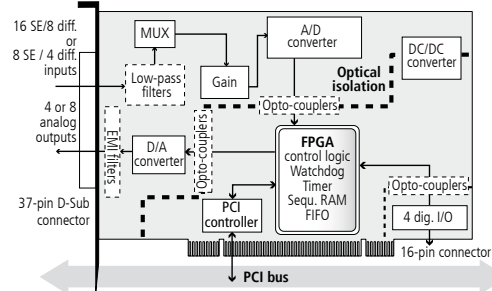 16 SE/8 diff.
or
8 SE / 4 diff.
inputs
4 or 8
analog
outputs
37-pin D-Sub
connector
MUX
Low-pass
filters
Gain
A/D
converter
DC/DC
converter
Optical
isolation
Opto-couplers
EMI filters
D/A
converter
Opto-couplers
FPGA
control logic
Watchdog
Timer
Sequ. RAM
FIFO
PCI
controller
Opto-couplers
4 dig. I/O
16-pin connector
PCI bus